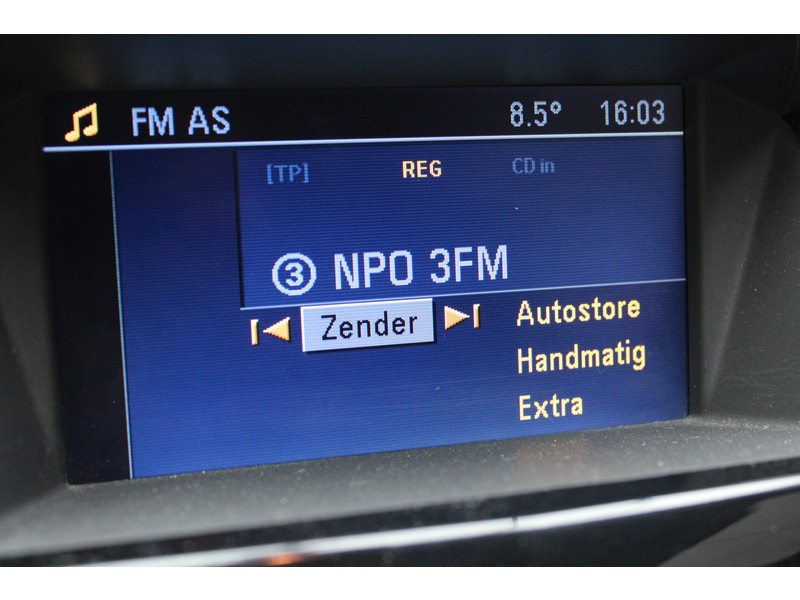 FM AS 8.5° 16:03
[TP] REG CD in
3 NPO 3FM
Zender
Autostore
Handmatig
Extra